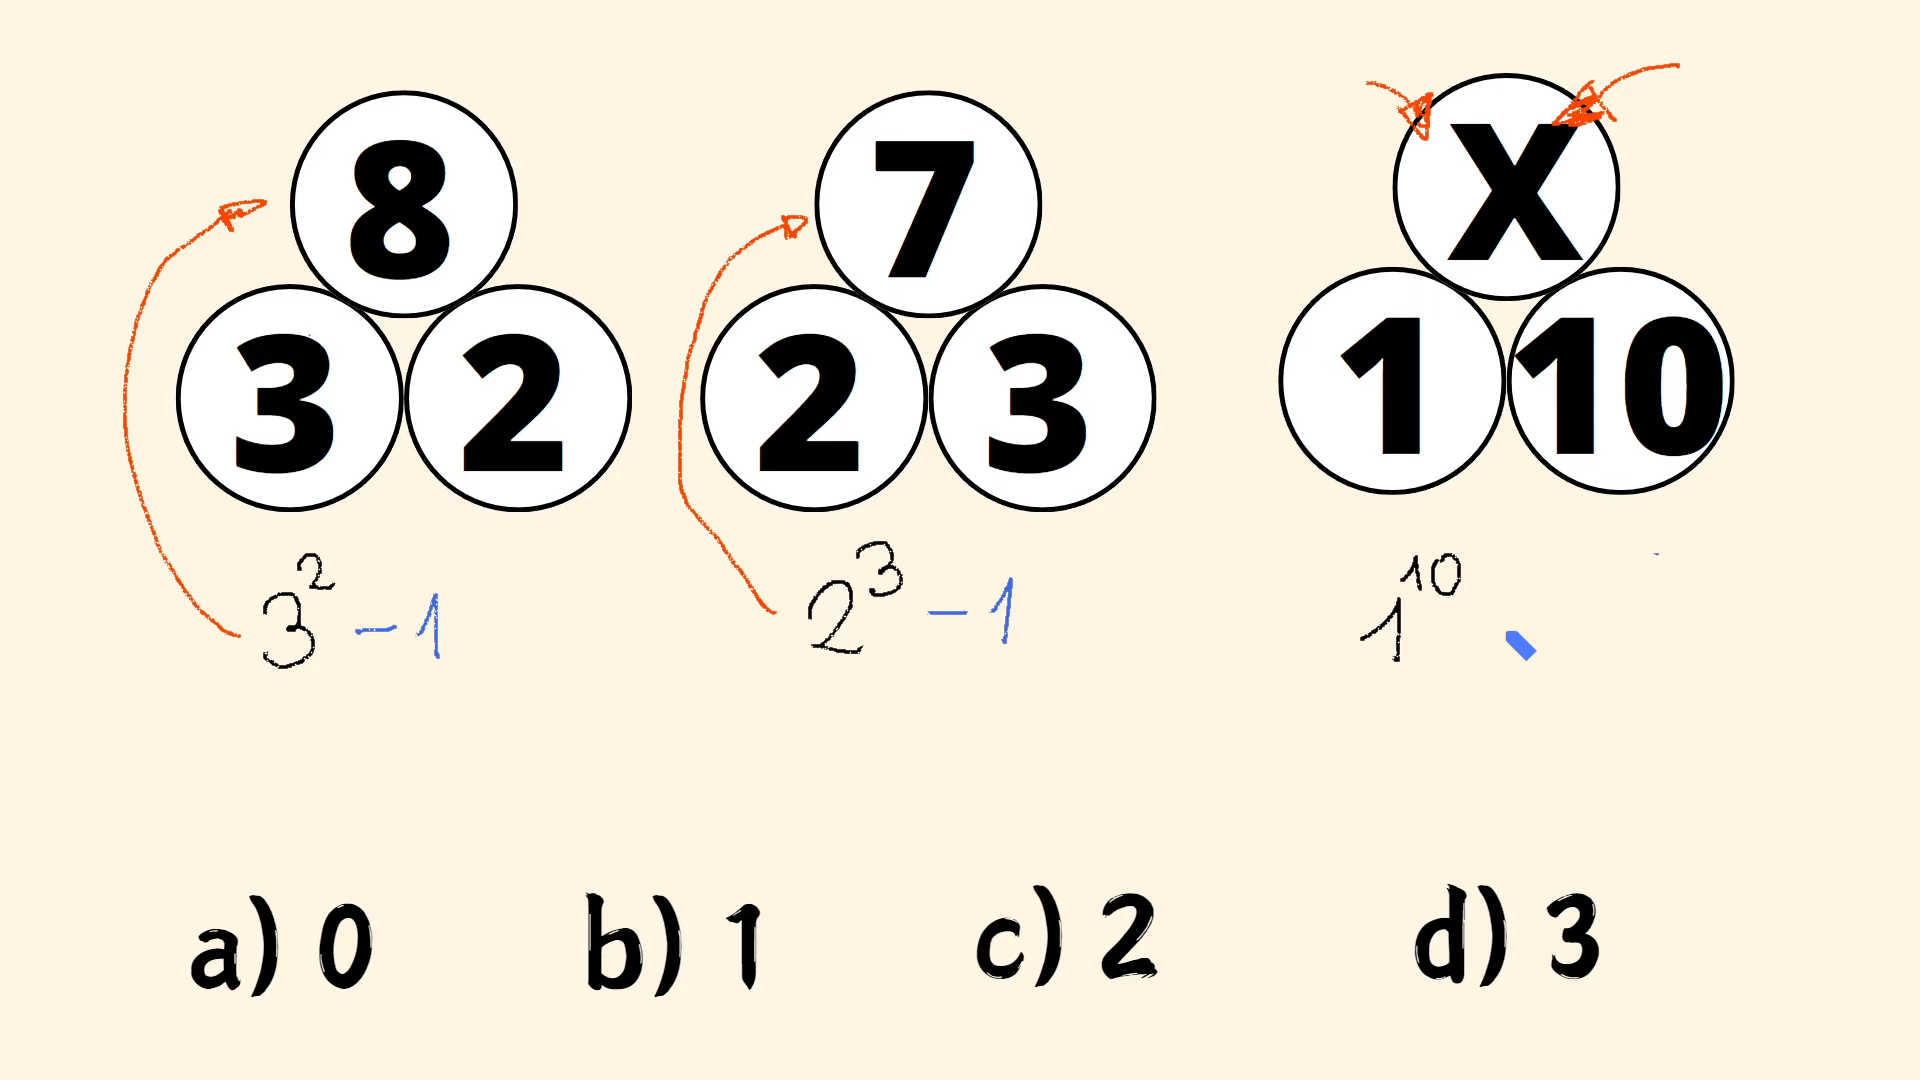 8 7 X
3 2 2 3 1 10
3² - 1 2³ - 1 1¹⁰
a) 0 b) 1 c) 2 d) 3